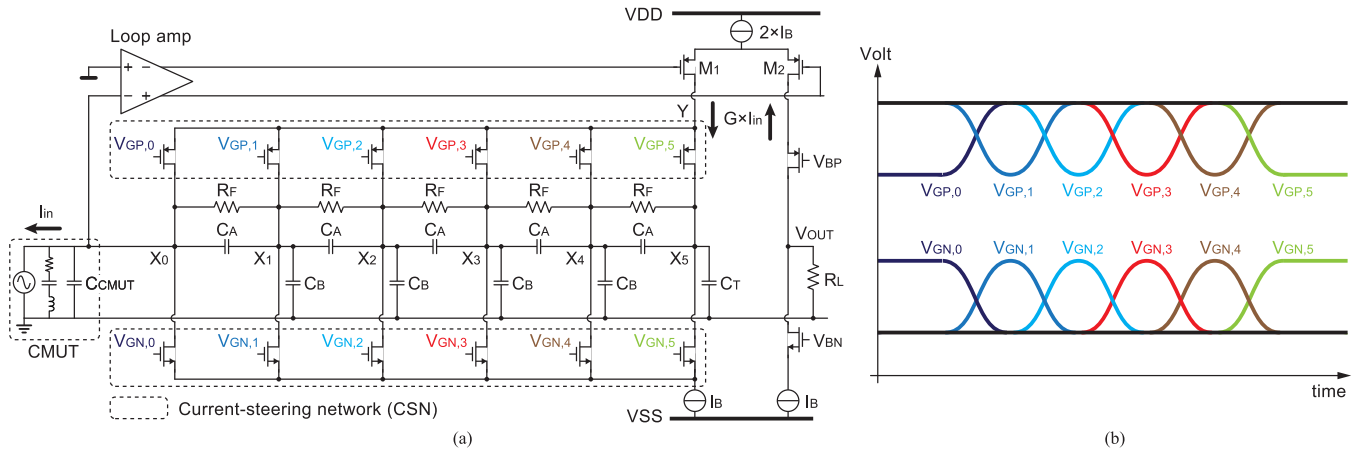 VDD
2×IB
Loop amp
+ −
− +
M1 M2
Y
G×Iin
VGP,0 VGP,1 VGP,2 VGP,3 VGP,4 VGP,5
VBP
RF RF RF RF RF
Iin
CA CA CA CA CA
VOUT
X0 X1 X2 X3 X4 X5
CCMUT
CB CB CB CB CT
RL
CMUT
VGN,0 VGN,1 VGN,2 VGN,3 VGN,4 VGN,5
VBN
Current-steering network (CSN)
IB IB
VSS
(a)
Volt
VGP,0 VGP,1 VGP,2 VGP,3 VGP,4 VGP,5
VGN,0 VGN,1 VGN,2 VGN,3 VGN,4 VGN,5
time
(b)